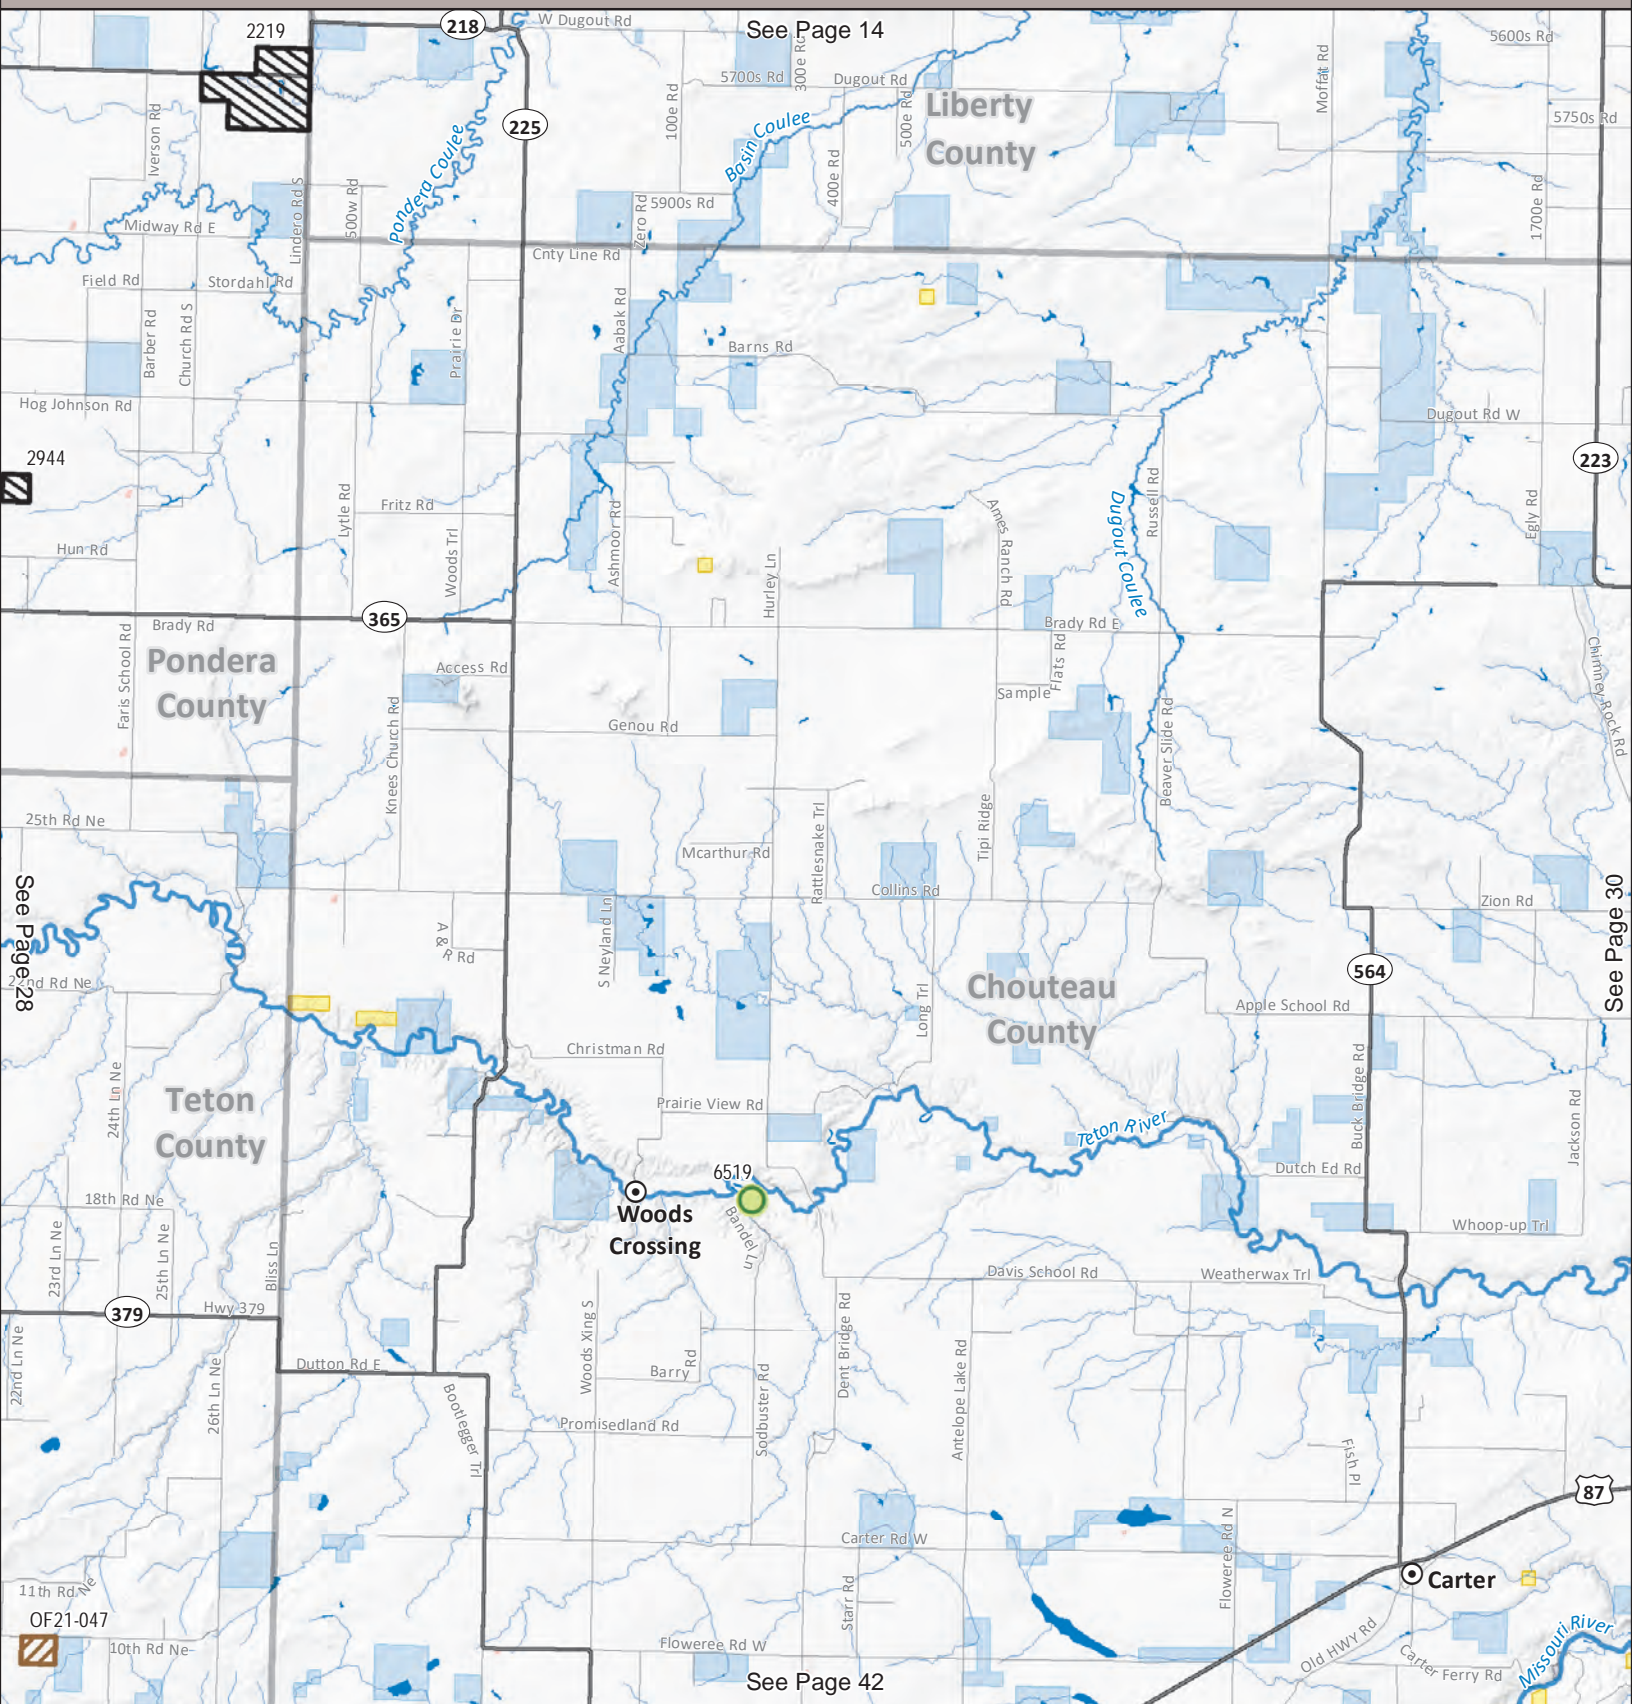 W Dugout Rd
218
2219
See Page 14
5600s Rd
300e Rd
Moffat Rd
5700s Rd
Dugout Rd
Liberty
County
500e Rd
100e Rd
225
Iverson Rd
Basin Coulee
5750s Rd
Pondera Coulee
400e Rd
Lindero Rd S
500w Rd
5900s Rd
Zero Rd
1700e Rd
Midway Rd E
Cnty Line Rd
Field Rd
Stordahl Rd
Barber Rd
Church Rd S
Prairie Dr
Aabak Rd
Barns Rd
Hog Johnson Rd
Dugout Rd W
2944
223
Lytle Rd
Fritz Rd
Woods Trl
Ashmoor Rd
Ames Ranch Rd
Dugout Coulee
Russell Rd
Egly Rd
Hun Rd
Hurley Ln
365
Brady Rd
Brady Rd E
Faris School Rd
Pondera
County
Access Rd
Flats Rd
Sample
Chimney Rock Rd
Knees Church Rd
Genou Rd
Beaver Slide Rd
25th Rd Ne
Mcarthur Rd
Rattlesnake Trl
Tipi Ridge
Collins Rd
Zion Rd
See Page 28
See Page 30
A & R Rd
S Neyland Ln
22nd Rd Ne
Chouteau
County
564
Long Trl
Apple School Rd
Christman Rd
24th Ln Ne
Teton
County
Prairie View Rd
Teton River
Buck Bridge Rd
Jackson Rd
Dutch Ed Rd
6519
18th Rd Ne
Woods
Crossing
Bandel Ln
Whoop-up Trl
23rd Ln Ne
25th Ln Ne
Bliss Ln
Davis School Rd
Weatherwax Trl
379
Hwy 379
22nd Ln Ne
26th Ln Ne
Dutton Rd E
Woods Xing S
Barry Rd
Dent Bridge Rd
Antelope Lake Rd
Bootlegger Trl
Promisedland Rd
Sodbuster Rd
Fish Pl
87
Carter Rd W
Floweree Rd N
Carter
11th Rd Ne
OF21-047
10th Rd Ne
Starr Rd
Floweree Rd W
Old HWY Rd
Carter Ferry Rd
Missouri River
See Page 42